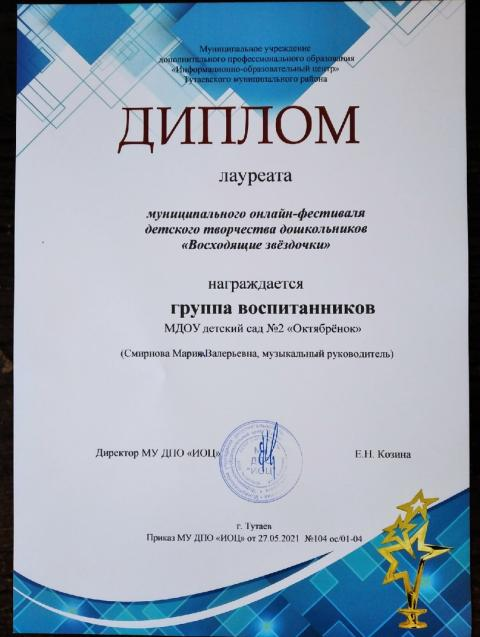 Муниципальное учреждение
дополнительного профессионального образования
«Информационно-образовательный центр»
Тутаевского муниципального района
ДИПЛОМ
лауреата
муниципального онлайн-фестиваля
детского творчества дошкольников
«Восходящие звёздочки»
награждается
группа воспитанников
МДОУ детский сад №2 «Октябрёнок»
(Смирнова Мария Валерьевна, музыкальный руководитель)
Директор МУ ДПО «ИОЦ» Е.Н. Козина
"ИОЦ"
г. Тутаев
Приказ МУ ДПО «ИОЦ» от 27.05.2021 №104 ос/01-04